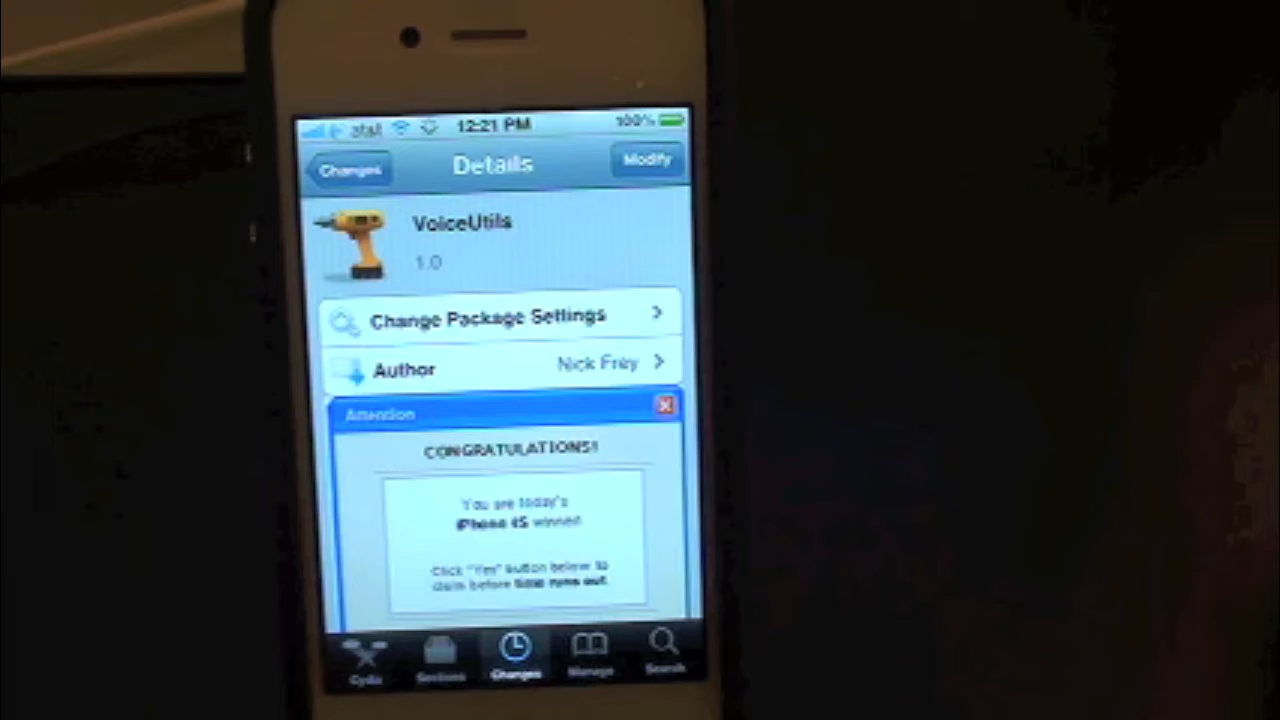 at&t 12:21 PM 100%
Changes Details Modify
VoiceUtils
1.0
Change Package Settings
Author Nick Frey
Attention
CONGRATULATIONS!
You are today's
iPhone 4S winner!
Click "Yes" button below to
claim before time runs out.
Cydia Sections Changes Manage Search